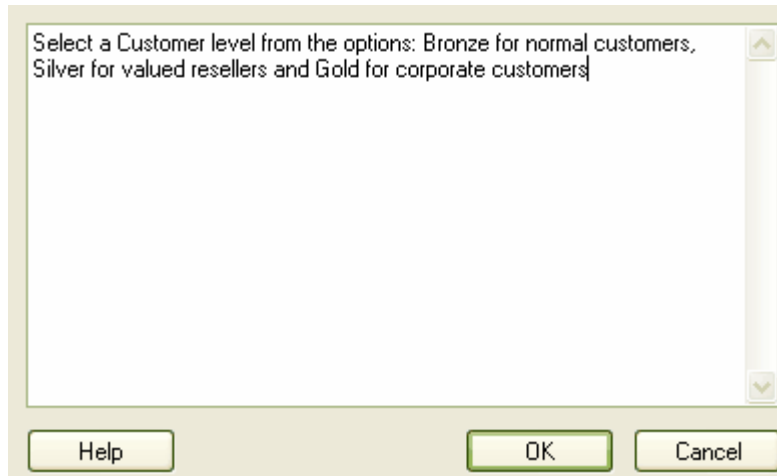 Select a Customer level from the options: Bronze for normal customers,
Silver for valued resellers and Gold for corporate customers
Help
OK
Cancel